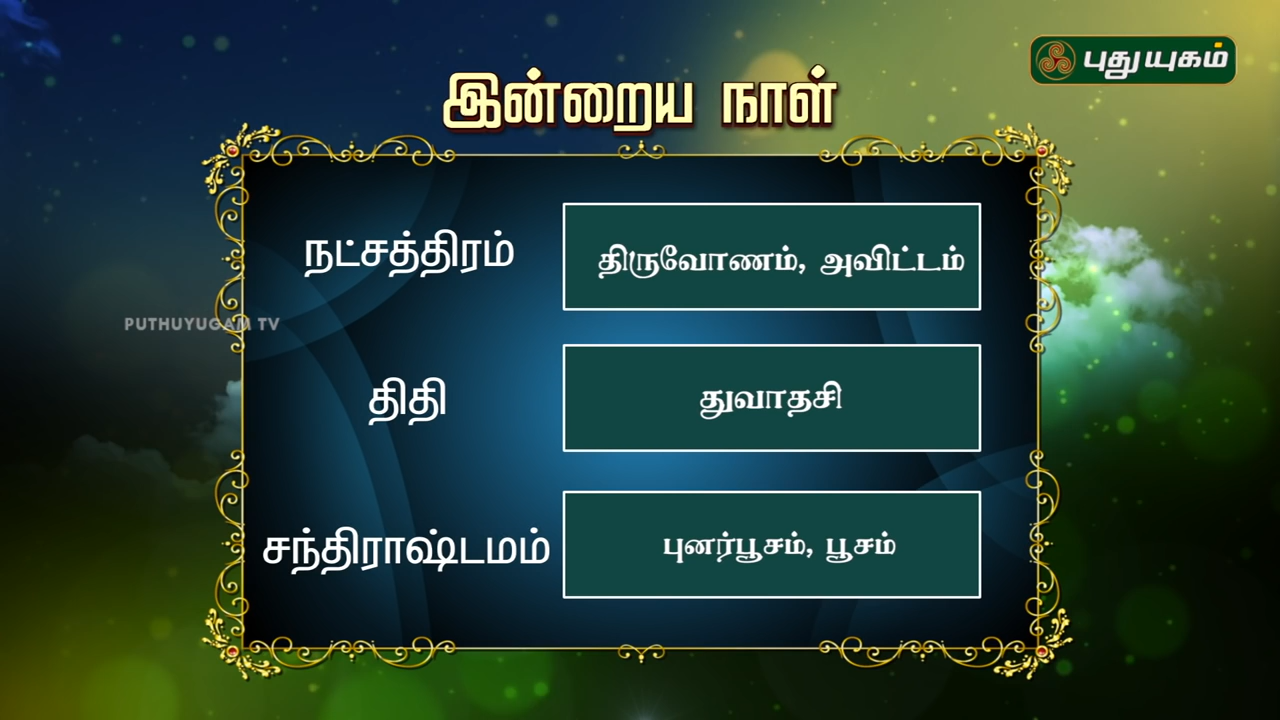 புதுயுகம்
இன்றைய நாள்
நட்சத்திரம்
திருவோணம், அவிட்டம்
PUTHUYUGAM TV
திதி
துவாதசி
சந்திராஷ்டமம்
புனர்பூசம், பூசம்